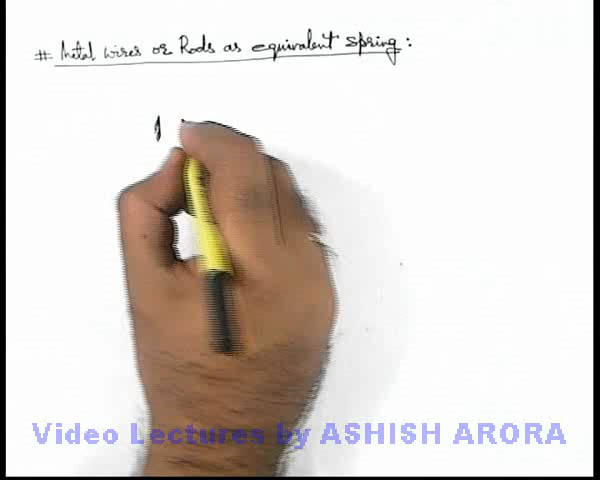 # Metal wires or Rods as equivalent spring:
Video Lectures by ASHISH ARORA